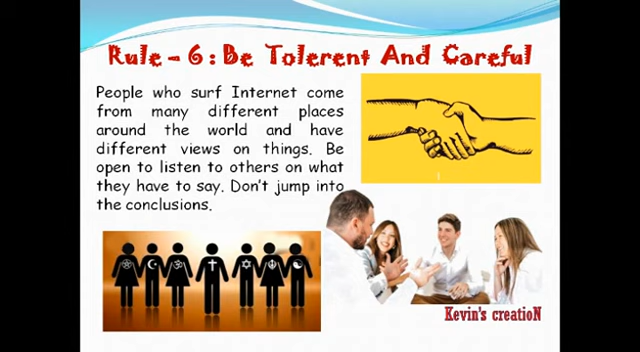 Rule - 6 : Be Tolerent And Careful
People who surf Internet come
from many different places
around the world and have
different views on things. Be
open to listen to others on what
they have to say. Don't jump into
the conclusions.
Kevin's creatioN